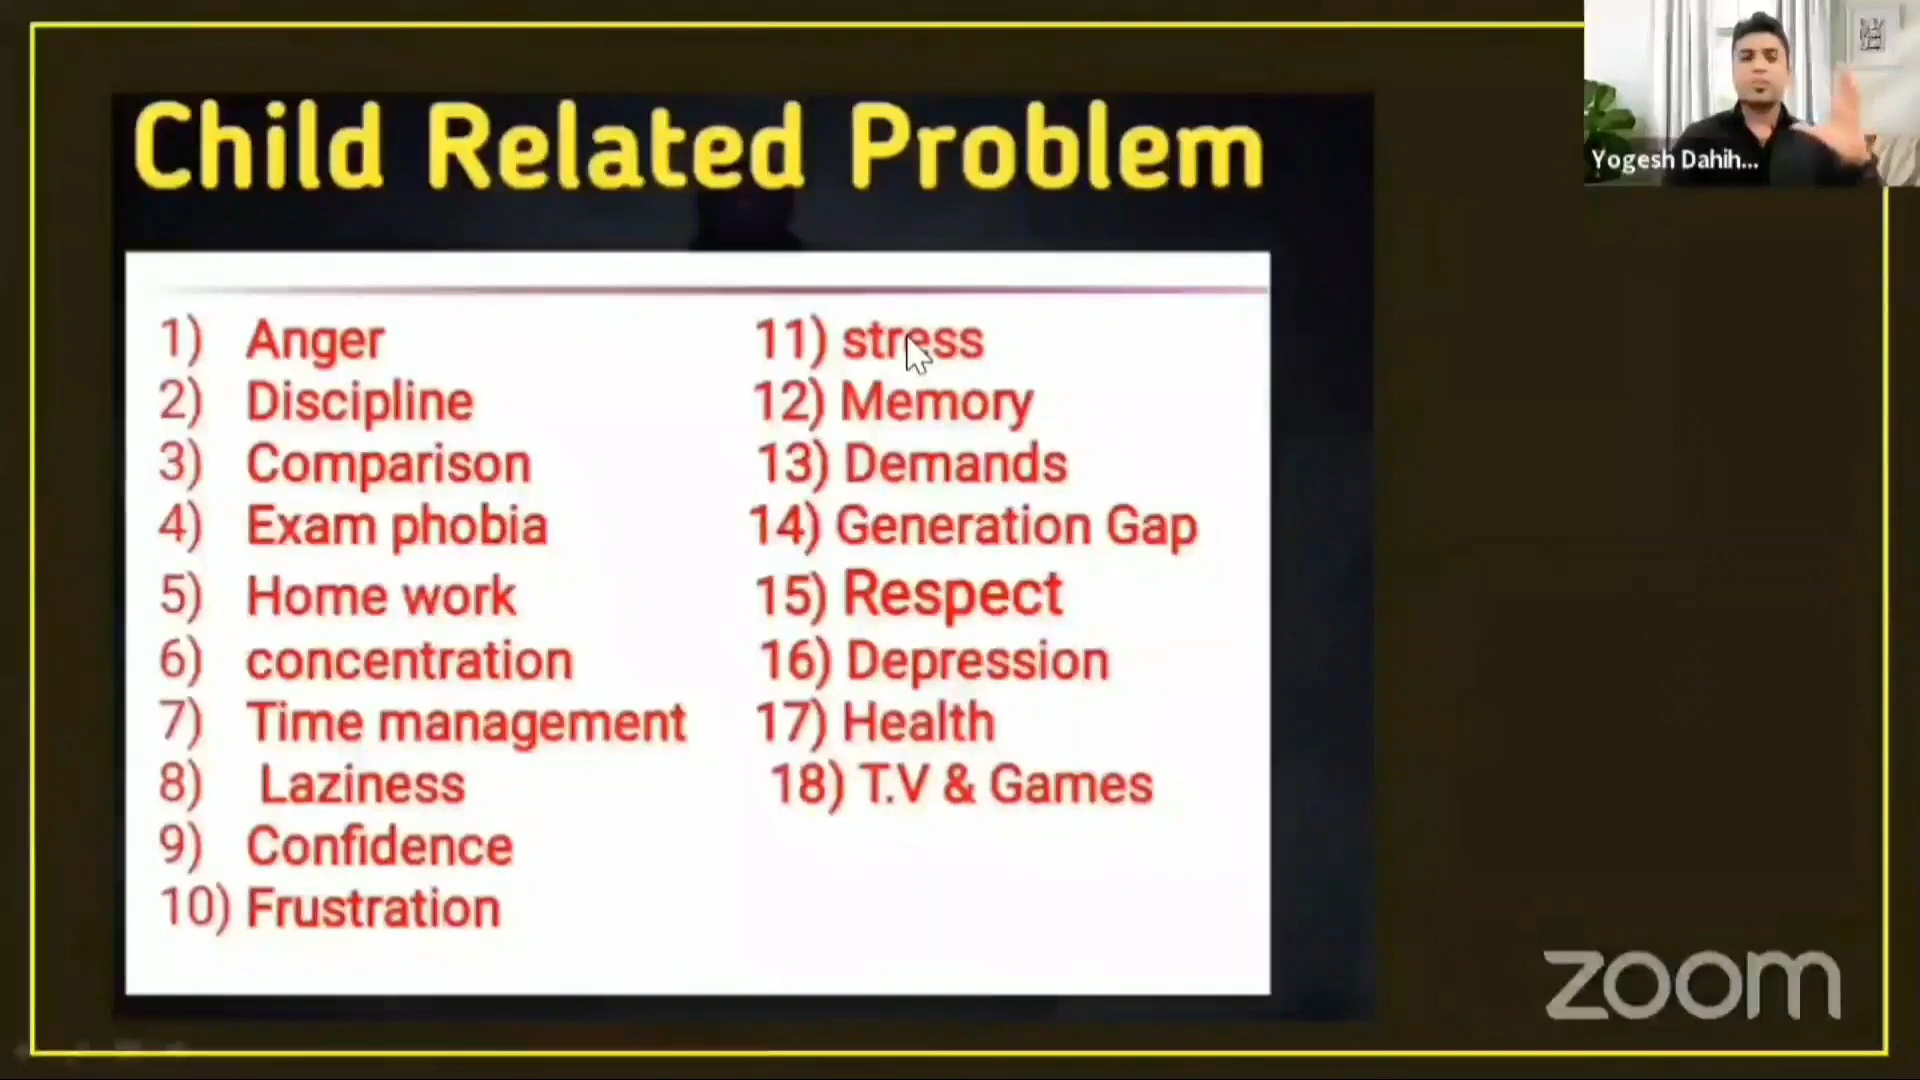 Child Related Problem
Yogesh Dahih...
1) Anger
2) Discipline
3) Comparison
4) Exam phobia
5) Home work
6) concentration
7) Time management
8) Laziness
9) Confidence
10) Frustration
11) stress
12) Memory
13) Demands
14) Generation Gap
15) Respect
16) Depression
17) Health
18) T.V & Games
zoom